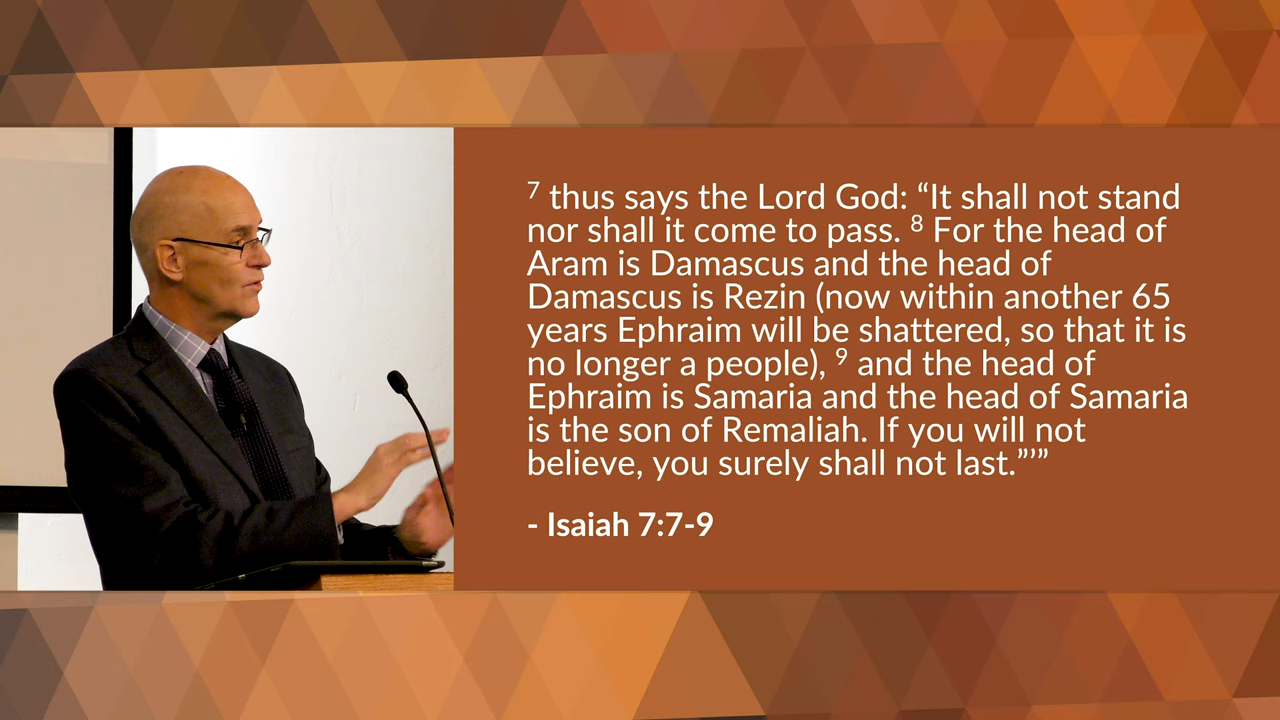 7 thus says the Lord God: “It shall not stand
nor shall it come to pass. 8 For the head of
Aram is Damascus and the head of
Damascus is Rezin (now within another 65
years Ephraim will be shattered, so that it is
no longer a people), 9 and the head of
Ephraim is Samaria and the head of Samaria
is the son of Remaliah. If you will not
believe, you surely shall not last.”’”
- Isaiah 7:7-9